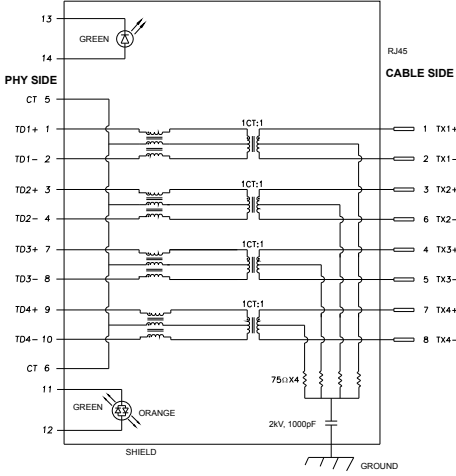 13
GREEN
14
RJ45
PHY SIDE
CABLE SIDE
CT 5
1CT:1
TD1+ 1
1 TX1+
TD1- 2
2 TX1-
1CT:1
TD2+ 3
3 TX2+
TD2- 4
6 TX2-
1CT:1
TD3+ 7
4 TX3+
TD3- 8
5 TX3-
1CT:1
TD4+ 9
7 TX4+
TD4- 10
8 TX4-
CT 6
75ΩX4
11
GREEN
ORANGE
2kV, 1000pF
12
SHIELD
GROUND